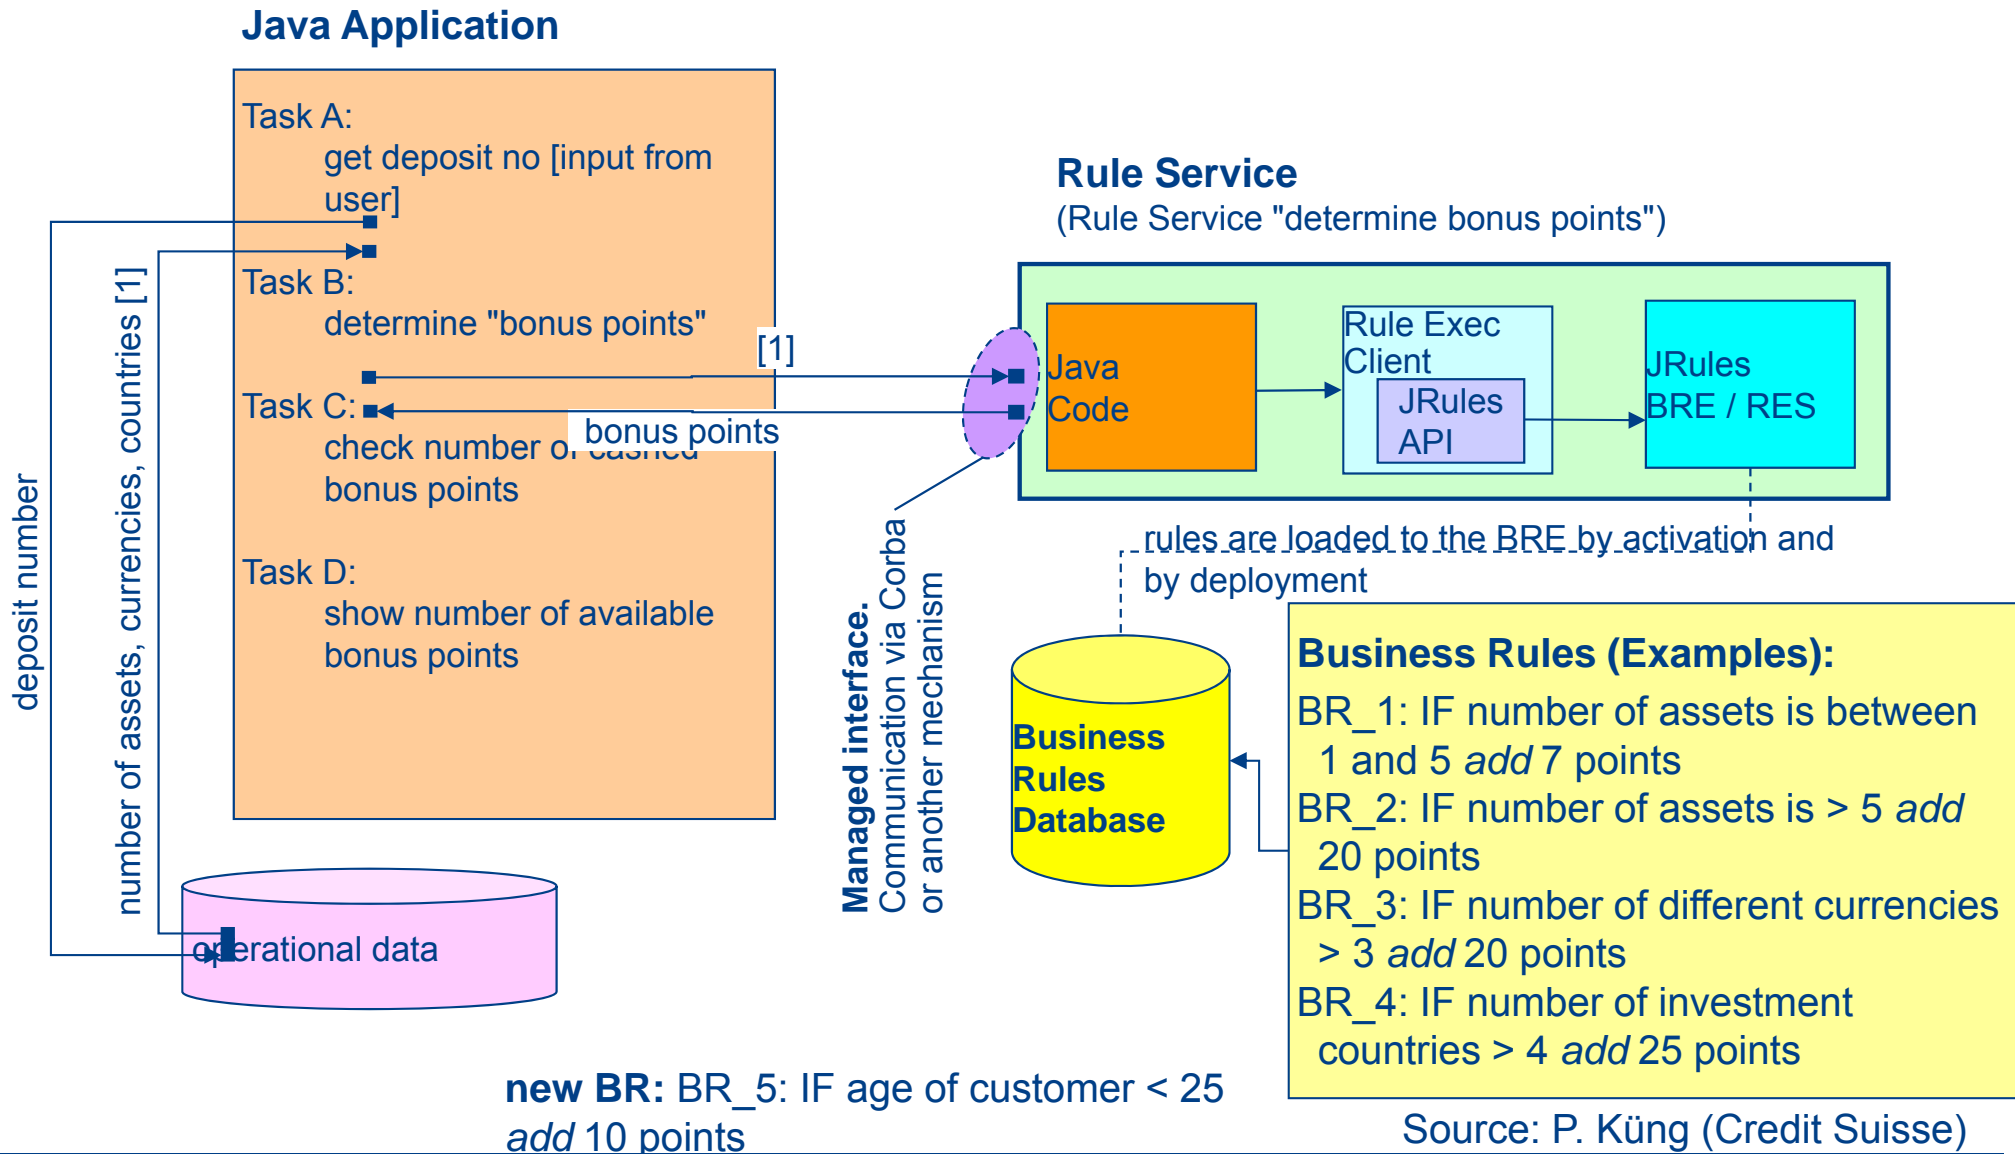 Java Application
Task A:
get deposit no [input from
user]
Task B:
determine "bonus points"
[1]
Task C:
bonus points
check number of cashed
bonus points
Task D:
show number of available
bonus points
deposit number
number of assets, currencies, countries [1]
operational data
Rule Service
(Rule Service "determine bonus points")
Java
Code
Rule Exec
Client
JRules
API
JRules
BRE / RES
Managed interface.
Communication via Corba
or another mechanism
rules are loaded to the BRE by activation and
by deployment
Business
Rules
Database
Business Rules (Examples):
BR_1: IF number of assets is between
1 and 5 add 7 points
BR_2: IF number of assets is > 5 add
20 points
BR_3: IF number of different currencies
> 3 add 20 points
BR_4: IF number of investment
countries > 4 add 25 points
new BR: BR_5: IF age of customer < 25
add 10 points
Source: P. Küng (Credit Suisse)